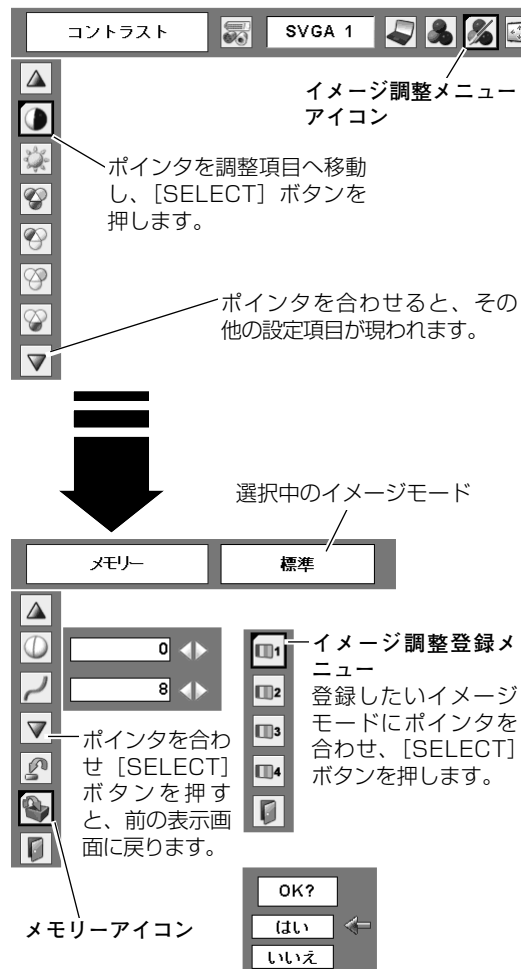 コントラスト
SVGA 1
イメージ調整メニュー
アイコン
ポインタを調整項目へ移動
し、［SELECT］ボタンを
押します。
ポインタを合わせると、その
他の設定項目が現われます。
選択中のイメージモード
メモリー
標準
0
8
1
2
3
4
イメージ調整登録メ
ニュー
登録したいイメージ
モードにポインタを
合わせ、［SELECT］
ボタンを押します。
ポインタを合わ
せ［SELECT］
ボタンを押す
と、前の表示画
面に戻ります。
メモリーアイコン
OK?
はい
いいえ